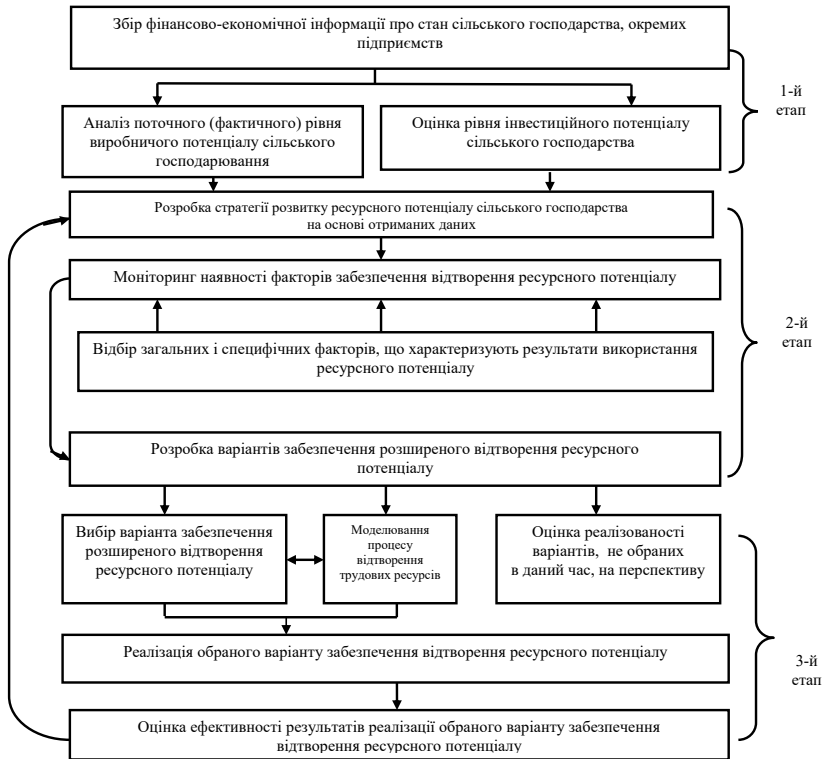 Збір фінансово-економічної інформації про стан сільського господарства, окремих
підприємств
1-й
етап
Аналіз поточного (фактичного) рівня
виробничого потенціалу сільського
господарювання
Оцінка рівня інвестиційного потенціалу
сільського господарства
Розробка стратегії розвитку ресурсного потенціалу сільського господарства
на основі отриманих даних
Моніторинг наявності факторів забезпечення відтворення ресурсного потенціалу
2-й
етап
Відбір загальних і специфічних факторів, що характеризують результати використання
ресурсного потенціалу
Розробка варіантів забезпечення розширеного відтворення ресурсного
потенціалу
Вибір варіанта забезпечення
розширеного відтворення
ресурсного потенціалу
Моделювання
процесу
відтворення
трудових ресурсів
Оцінка реалізованості
варіантів, не обраних
в даний час, на перспективу
Реалізація обраного варіанту забезпечення відтворення ресурсного потенціалу
3-й
етап
Оцінка ефективності результатів реалізації обраного варіанту забезпечення
відтворення ресурсного потенціалу